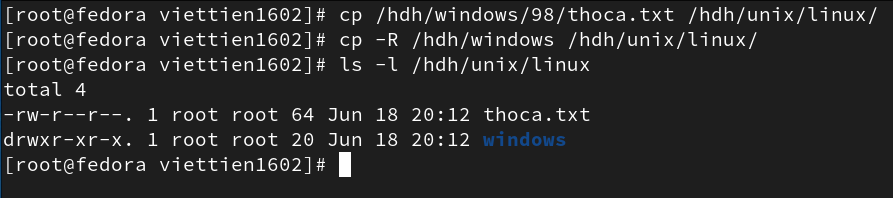 [root@fedora viettien1602]# cp /hdh/windows/98/thoca.txt /hdh/unix/linux/
[root@fedora viettien1602]# cp -R /hdh/windows /hdh/unix/linux/
[root@fedora viettien1602]# ls -l /hdh/unix/linux
total 4
-rw-r--r--. 1 root root 64 Jun 18 20:12 thoca.txt
drwxr-xr-x. 1 root root 20 Jun 18 20:12 windows
[root@fedora viettien1602]#